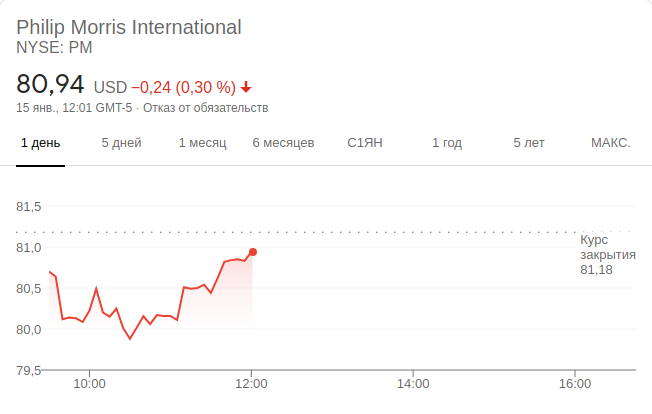 Philip Morris International
NYSE: PM
80,94 USD −0,24 (0,30 %)
15 янв., 12:01 GMT-5 · Отказ от обязательств
1 день 5 дней 1 месяц 6 месяцев С1ЯН 1 год 5 лет МАКС.
81,5
81,0
80,5
80,0
79,5
Курс
закрытия
81,18
10:00 12:00 14:00 16:00